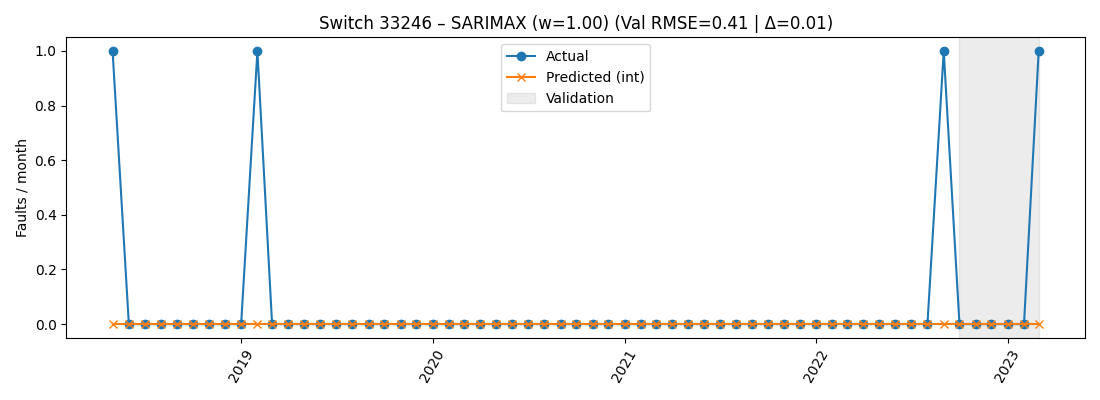 Switch 33246 – SARIMAX (w=1.00) (Val RMSE=0.41 | Δ=0.01)
Actual
Predicted (int)
Validation
Faults / month
1.0
0.8
0.6
0.4
0.2
0.0
2019
2020
2021
2022
2023